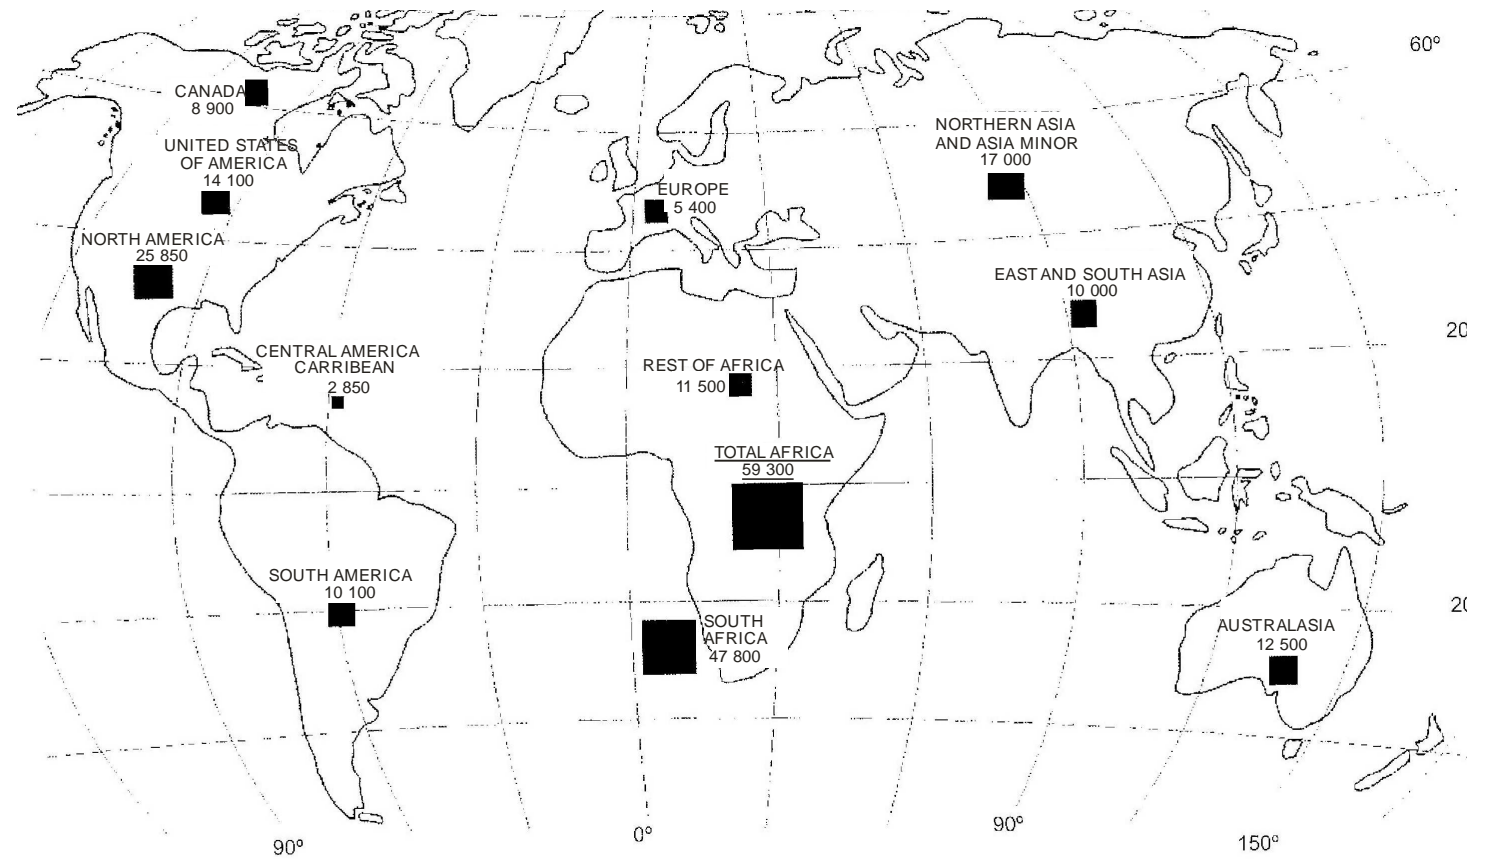 60º
CANADA
8 900
UNITED STATES
OF AMERICA
14 100
NORTH AMERICA
25 850
CENTRAL AMERICA
CARRIBEAN
2 850
SOUTH AMERICA
10 100
EUROPE
5 400
NORTHERN ASIA
AND ASIA MINOR
17 000
EAST AND SOUTH ASIA
10 000
20
REST OF AFRICA
11 500
TOTAL AFRICA
59 300
SOUTH
AFRICA
47 800
20
AUSTRALASIA
12 500
90º
0º
90º
150º